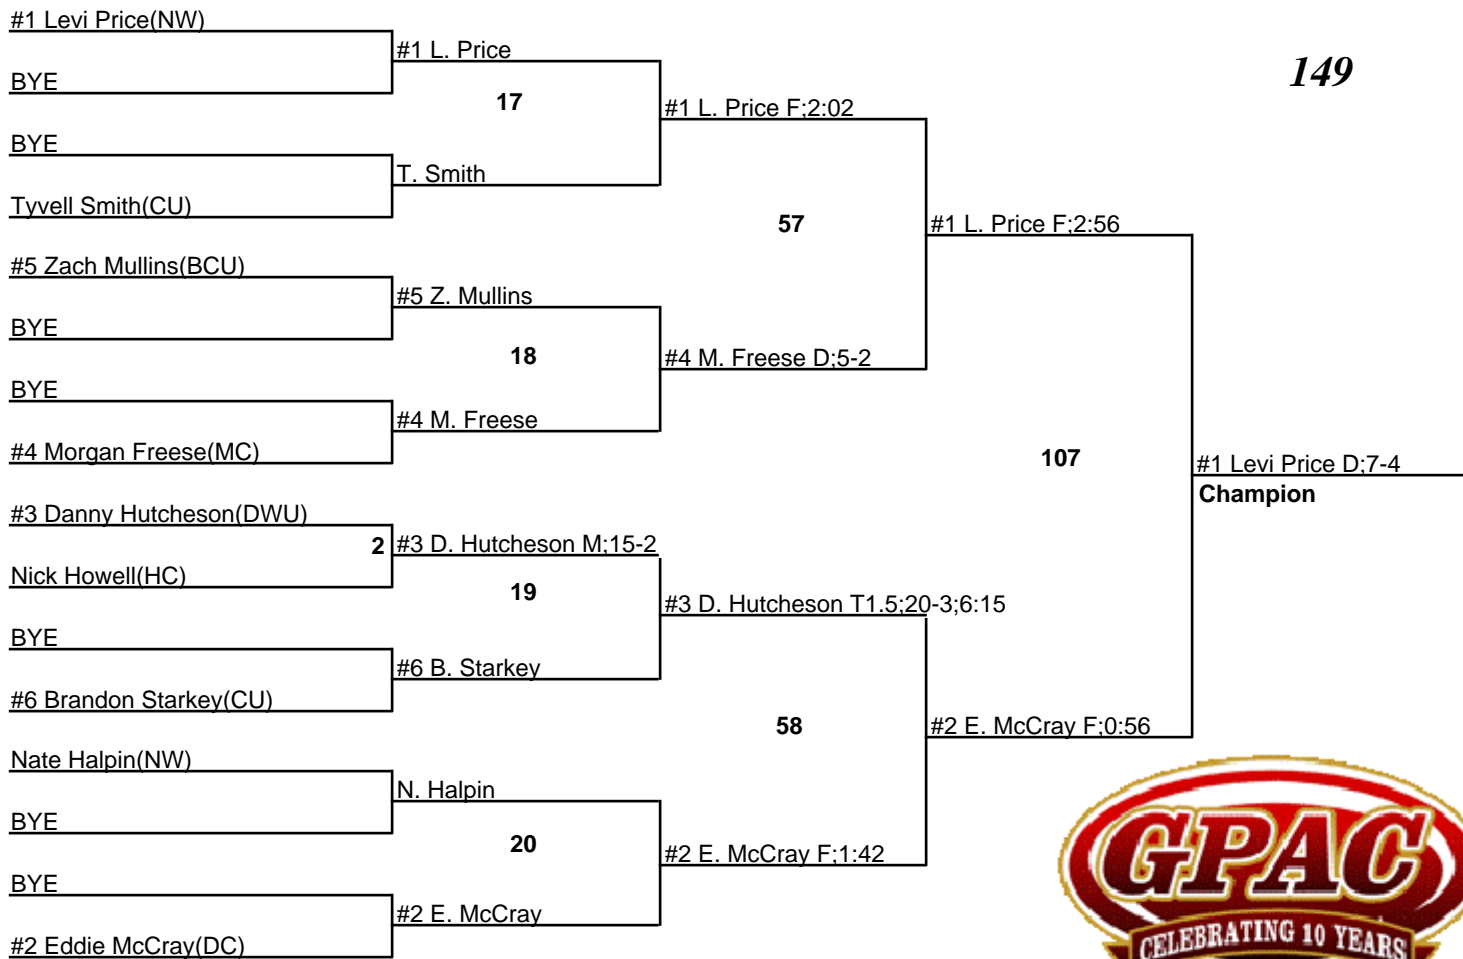 #1 Levi Price(NW)
BYE
BYE
Tyvell Smith(CU)
#5 Zach Mullins(BCU)
BYE
BYE
#4 Morgan Freese(MC)
#3 Danny Hutcheson(DWU)
Nick Howell(HC)
BYE
#6 Brandon Starkey(CU)
Nate Halpin(NW)
BYE
BYE
#2 Eddie McCray(DC)
2
#1 L. Price
17
T. Smith
#5 Z. Mullins
18
#4 M. Freese
#3 D. Hutcheson M;15-2
19
#6 B. Starkey
N. Halpin
20
#2 E. McCray
#1 L. Price F;2:02
57
#4 M. Freese D;5-2
#3 D. Hutcheson T1.5;20-3;6:15
58
#2 E. McCray F;1:42
#1 L. Price F;2:56
107
#2 E. McCray F;0:56
#1 Levi Price D;7-4
Champion
149
GPAC
CELEBRATING 10 YEARS